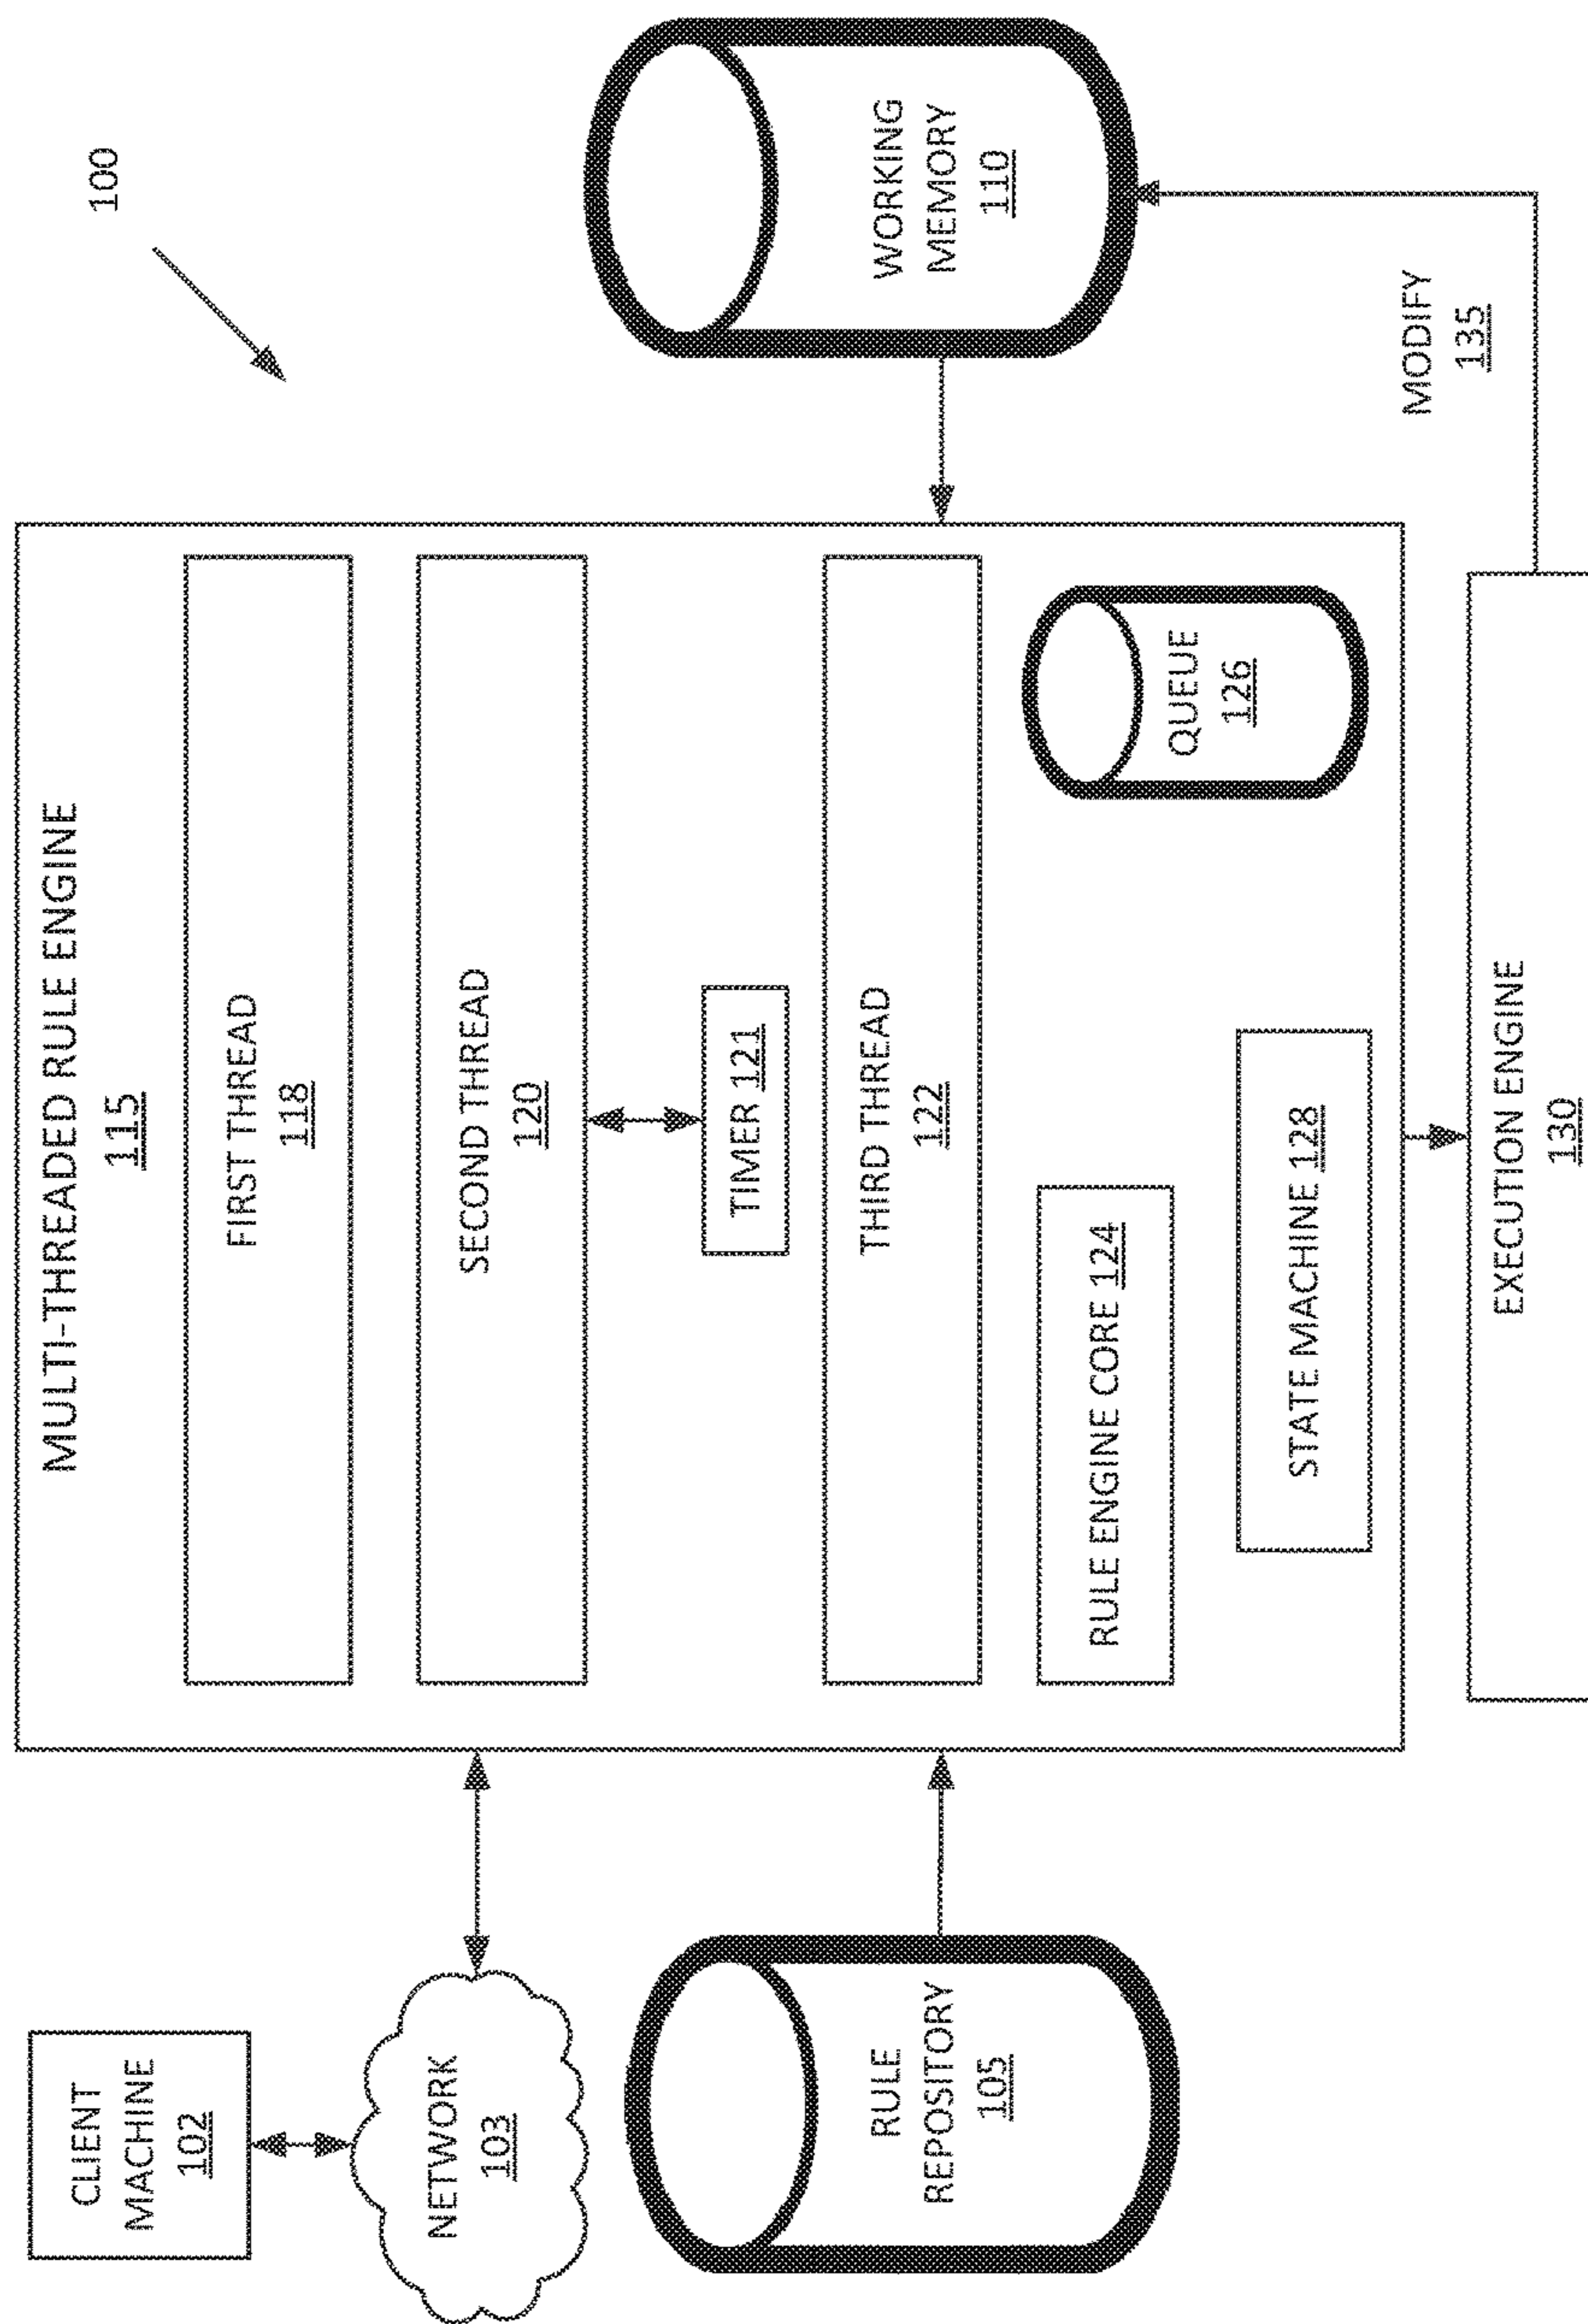 100
CLIENT
MACHINE
102
NETWORK
103
RULE
REPOSITORY
105
MULTI-THREADED RULE ENGINE
115
FIRST THREAD
118
SECOND THREAD
120
TIMER 121
THIRD THREAD
122
RULE ENGINE CORE 124
QUEUE
126
STATE MACHINE 128
WORKING
MEMORY
110
MODIFY
135
EXECUTION ENGINE
130